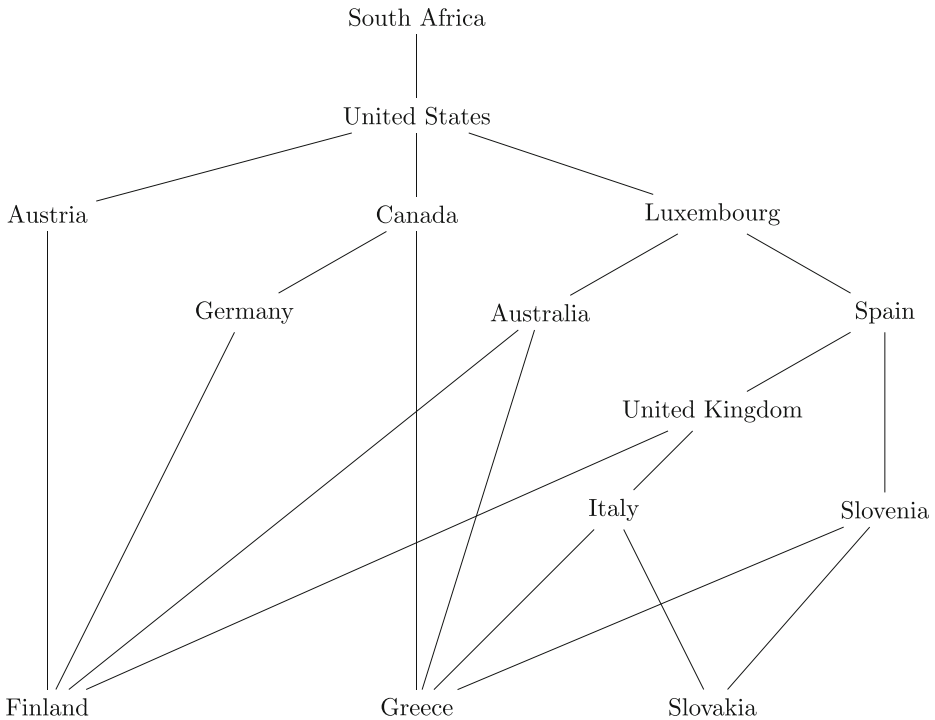 South Africa
United States
Austria
Canada
Luxembourg
Germany
Australia
Spain
United Kingdom
Italy
Slovenia
Finland
Greece
Slovakia